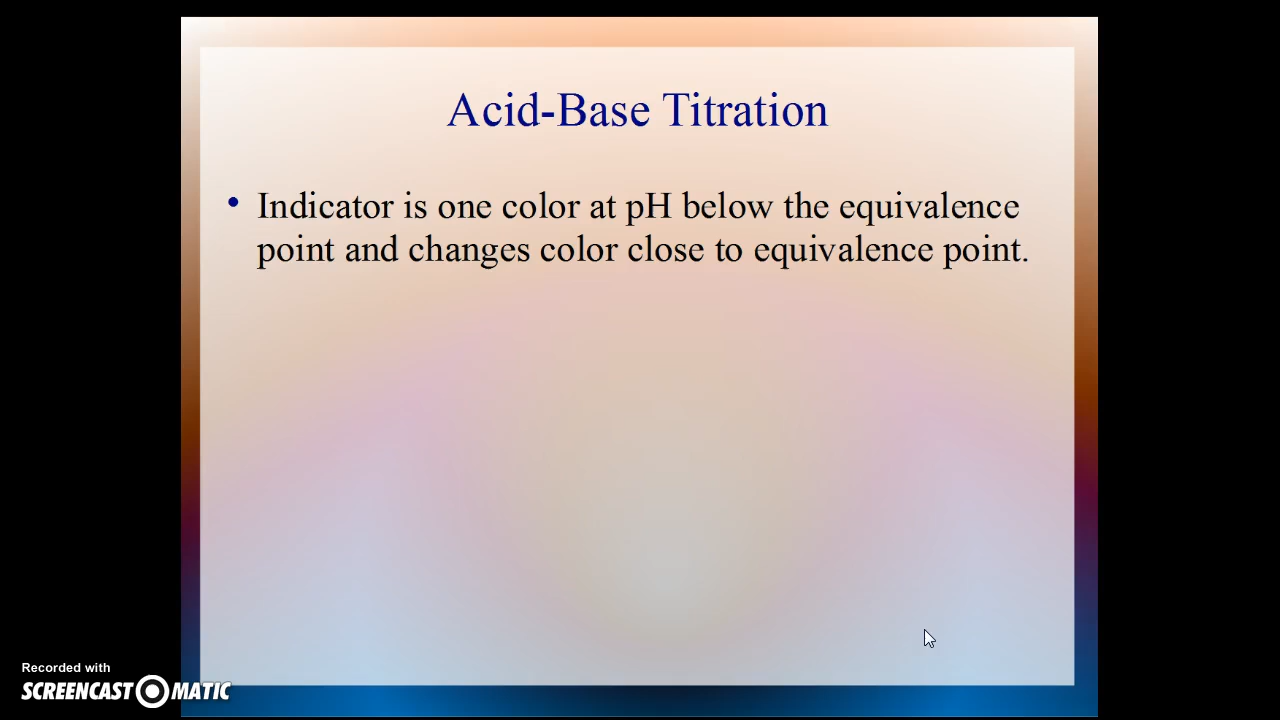 Acid-Base Titration
• Indicator is one color at pH below the equivalence
point and changes color close to equivalence point.
Recorded with
SCREENCAST MATIC